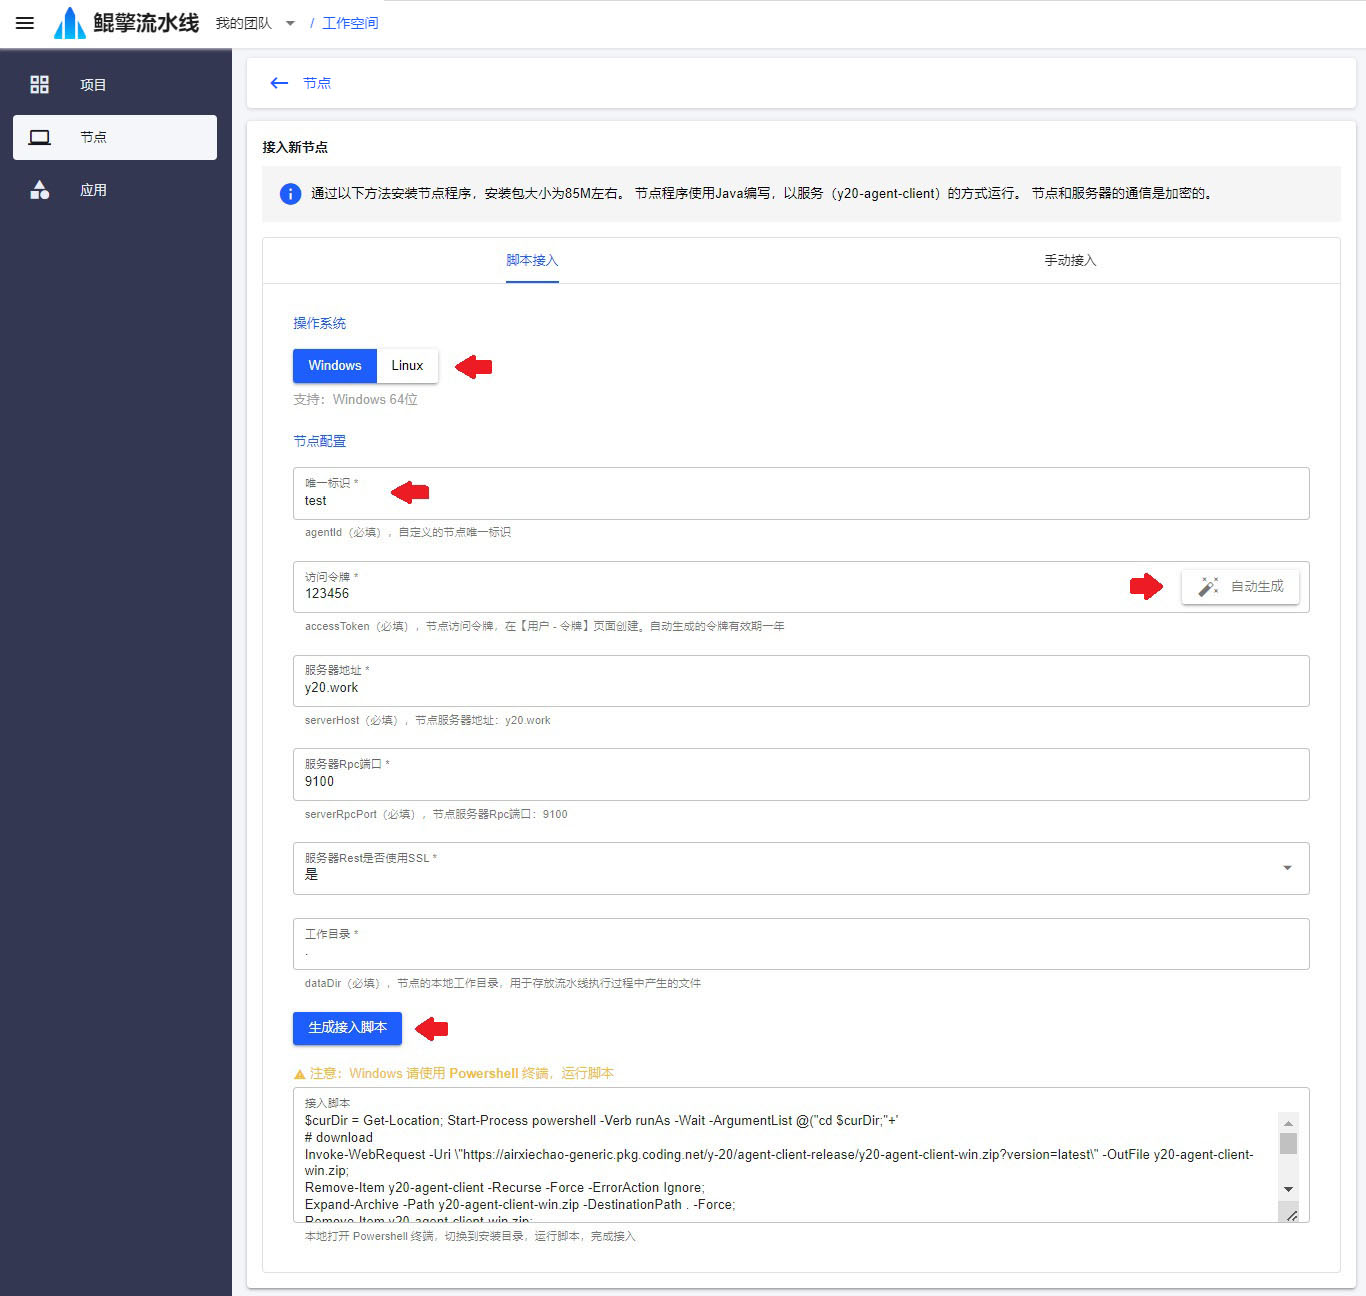 鲲擎流水线 我的团队 / 工作空间
项目
节点
应用
节点
接入新节点
通过以下方法安装节点程序，安装包大小为85M左右。 节点程序使用Java编写，以服务（y20-agent-client）的方式运行。 节点和服务器的通信是加密的。
脚本接入 手动接入
操作系统
Windows Linux
支持：Windows 64位
节点配置
唯一标识 *
test
agentId（必填），自定义的节点唯一标识
访问令牌 *
123456
自动生成
accessToken（必填），节点访问令牌，在【用户 - 令牌】页面创建。自动生成的令牌有效期一年
服务器地址 *
y20.work
serverHost（必填），节点服务器地址：y20.work
服务器Rpc端口 *
9100
serverRpcPort（必填），节点服务器Rpc端口：9100
服务器Rest是否使用SSL *
是
工作目录 *
.
dataDir（必填），节点的本地工作目录，用于存放流水线执行过程中产生的文件
生成接入脚本
注意：Windows 请使用 Powershell 终端，运行脚本
接入脚本
$curDir = Get-Location; Start-Process powershell -Verb runAs -Wait -ArgumentList @("cd $curDir;"+'
# download
Invoke-WebRequest -Uri \"https://airxiechao-generic.pkg.coding.net/y-20/agent-client-release/y20-agent-client-win.zip?version=latest\" -OutFile y20-agent-client-
win.zip;
Remove-Item y20-agent-client -Recurse -Force -ErrorAction Ignore;
Expand-Archive -Path y20-agent-client-win.zip -DestinationPath . -Force;
Remove-Item y20-agent-client-win.zip;
本地打开 Powershell 终端，切换到安装目录，运行脚本，完成接入